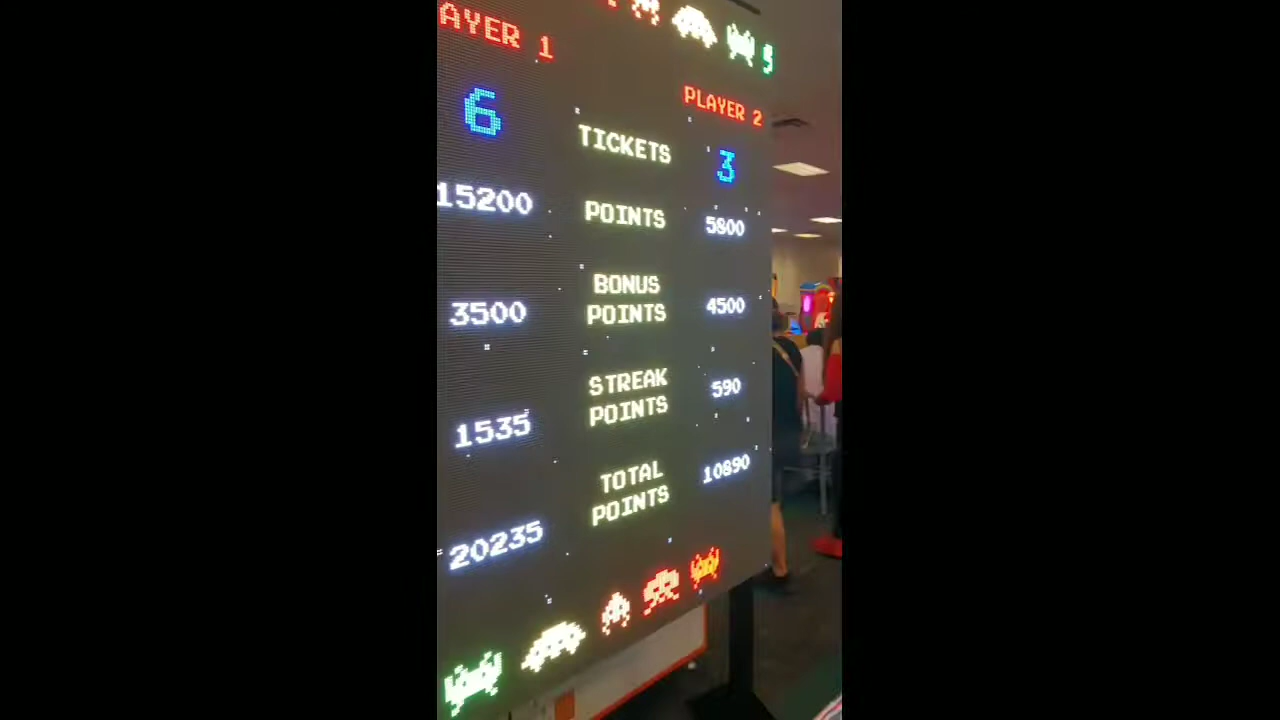 AYER 1
5
PLAYER 2
6 TICKETS 3
15200 POINTS 5800
3500 BONUS POINTS 4500
1535 STREAK POINTS 590
20235 TOTAL POINTS 10890